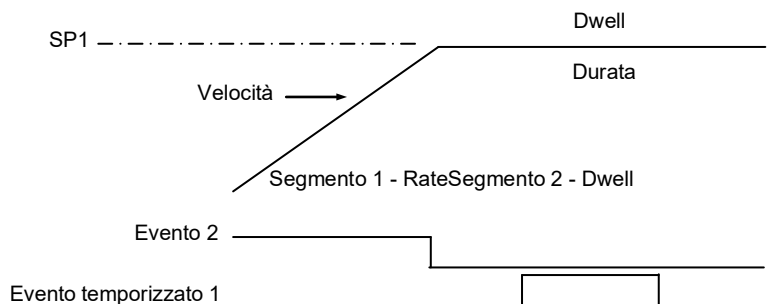 Dwell
SP1
Durata
Velocità
Segmento 1 - RateSegmento 2 - Dwell
Evento 2
Evento temporizzato 1